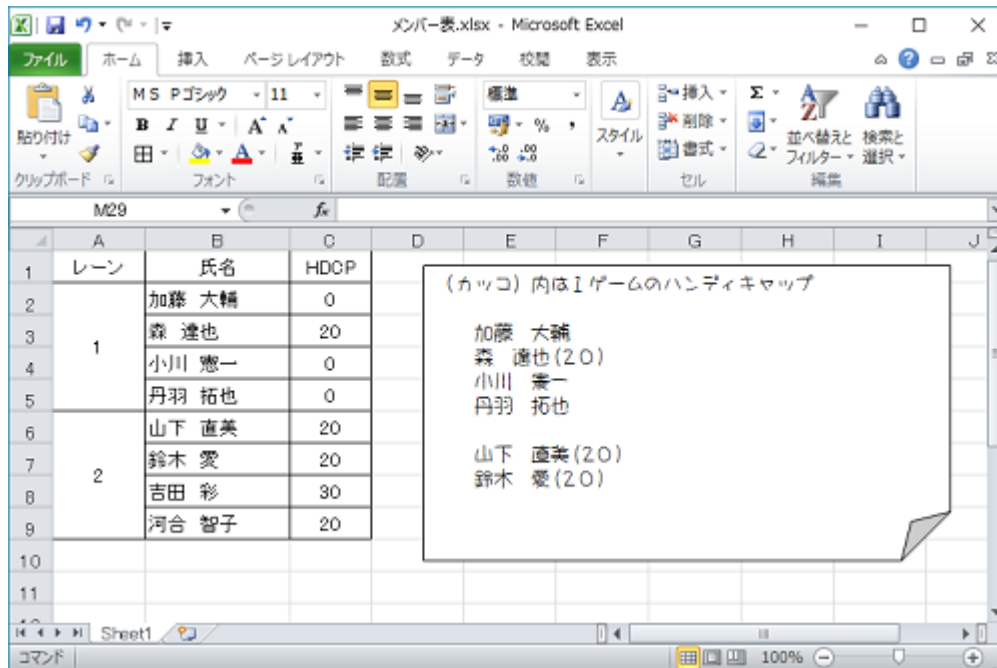 メンバー表.xlsx - Microsoft Excel
ファイル ホーム 挿入 ページ レイアウト 数式 データ 校閲 表示
貼り付け
MS Pゴシック 11
B I U A A
標準
% ,
スタイル
挿入
削除
書式
Σ
並べ替えと
フィルター
検索と
選択
クリップボード フォント 配置 数値 セル 編集
M29 fx
A B C D E F G H I J
1 レーン 氏名 HDCP
2 加藤 大輔 0
3 森 達也 20
1
4 小川 憲一 0
5 丹羽 拓也 0
6 山下 直美 20
7 鈴木 愛 20
2
8 吉田 彩 30
9 河合 智子 20
10
11
(カッコ) 内は1ゲームのハンディキャップ
加藤 大輔
森 達也(20)
小川 憲一
丹羽 拓也
山下 直美(20)
鈴木 愛(20)
Sheet1
コマンド 100%